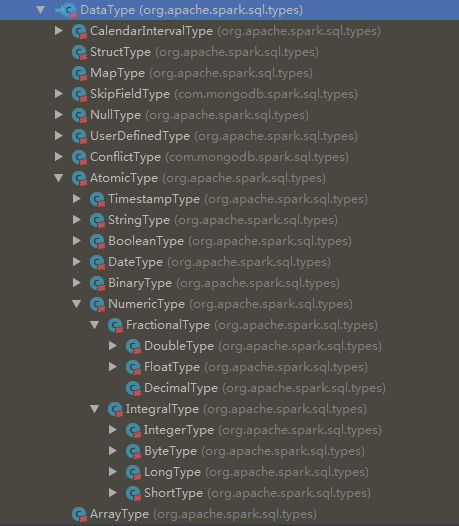 DataType (org.apache.spark.sql.types)
CalendarIntervalType (org.apache.spark.sql.types)
StructType (org.apache.spark.sql.types)
MapType (org.apache.spark.sql.types)
SkipFieldType (com.mongodb.spark.sql.types)
NullType (org.apache.spark.sql.types)
UserDefinedType (org.apache.spark.sql.types)
ConflictType (com.mongodb.spark.sql.types)
AtomicType (org.apache.spark.sql.types)
TimestampType (org.apache.spark.sql.types)
StringType (org.apache.spark.sql.types)
BooleanType (org.apache.spark.sql.types)
DateType (org.apache.spark.sql.types)
BinaryType (org.apache.spark.sql.types)
NumericType (org.apache.spark.sql.types)
FractionalType (org.apache.spark.sql.types)
DoubleType (org.apache.spark.sql.types)
FloatType (org.apache.spark.sql.types)
DecimalType (org.apache.spark.sql.types)
IntegralType (org.apache.spark.sql.types)
IntegerType (org.apache.spark.sql.types)
ByteType (org.apache.spark.sql.types)
LongType (org.apache.spark.sql.types)
ShortType (org.apache.spark.sql.types)
ArrayType (org.apache.spark.sql.types)